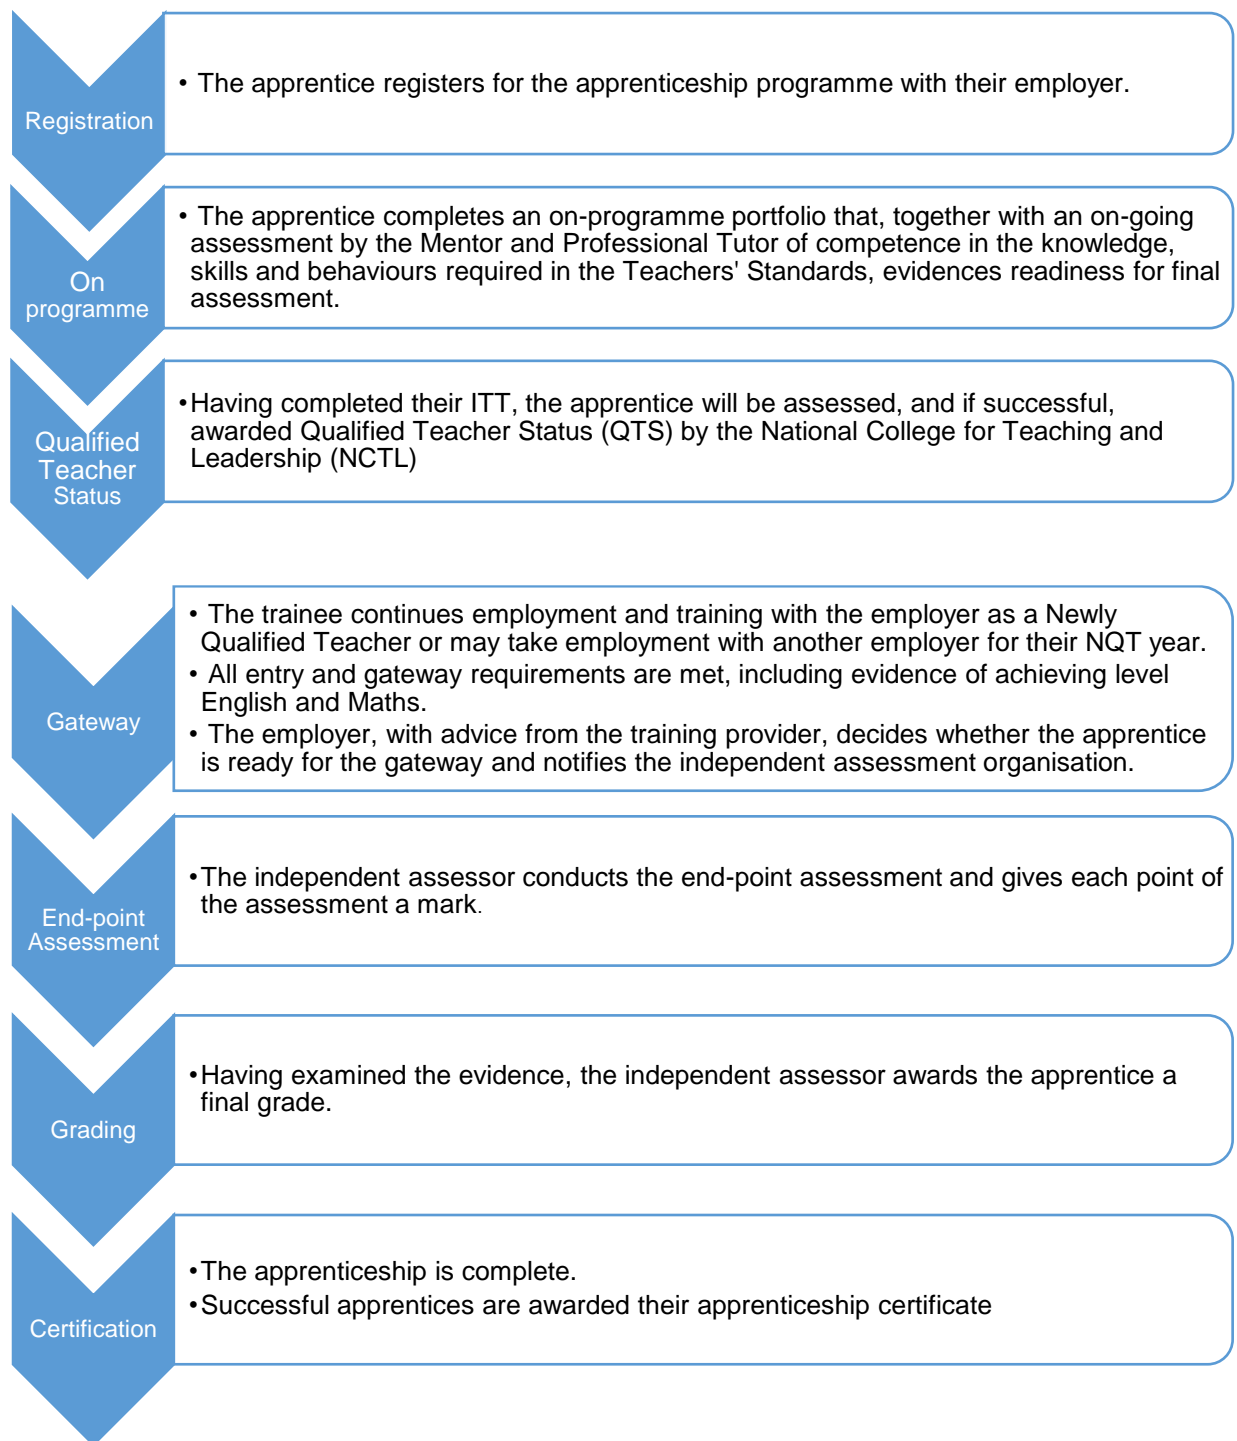 Registration
• The apprentice registers for the apprenticeship programme with their employer.
On
programme
• The apprentice completes an on-programme portfolio that, together with an on-going
assessment by the Mentor and Professional Tutor of competence in the knowledge,
skills and behaviours required in the Teachers' Standards, evidences readiness for final
assessment.
Qualified
Teacher
Status
•Having completed their ITT, the apprentice will be assessed, and if successful,
awarded Qualified Teacher Status (QTS) by the National College for Teaching and
Leadership (NCTL)
Gateway
• The trainee continues employment and training with the employer as a Newly
Qualified Teacher or may take employment with another employer for their NQT year.
• All entry and gateway requirements are met, including evidence of achieving level
English and Maths.
• The employer, with advice from the training provider, decides whether the apprentice
is ready for the gateway and notifies the independent assessment organisation.
End-point
Assessment
•The independent assessor conducts the end-point assessment and gives each point of
the assessment a mark.
Grading
•Having examined the evidence, the independent assessor awards the apprentice a
final grade.
Certification
•The apprenticeship is complete.
•Successful apprentices are awarded their apprenticeship certificate